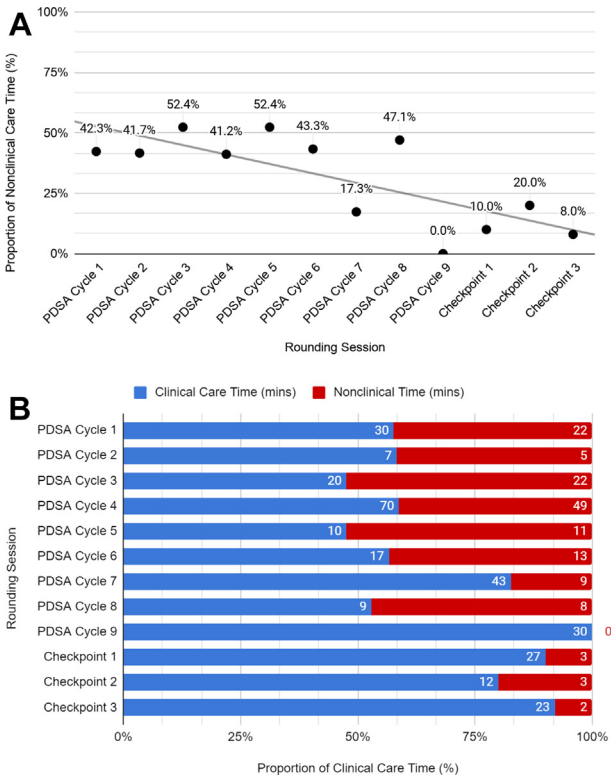 A
Proportion of Nonclinical Care Time (%)
100%
75%
50%
25%
0%
42.3%
41.7%
52.4%
41.2%
52.4%
43.3%
17.3%
47.1%
0.0%
10.0%
20.0%
8.0%
PDSA Cycle 1
PDSA Cycle 2
PDSA Cycle 3
PDSA Cycle 4
PDSA Cycle 5
PDSA Cycle 6
PDSA Cycle 7
PDSA Cycle 8
PDSA Cycle 9
Checkpoint 1
Checkpoint 2
Checkpoint 3
Rounding Session
B
Clinical Care Time (mins) Nonclinical Time (mins)
Rounding Session
PDSA Cycle 1 30 22
PDSA Cycle 2 7 5
PDSA Cycle 3 20 22
PDSA Cycle 4 70 49
PDSA Cycle 5 10 11
PDSA Cycle 6 17 13
PDSA Cycle 7 43 9
PDSA Cycle 8 9 8
PDSA Cycle 9 30 0
Checkpoint 1 27 3
Checkpoint 2 12 3
Checkpoint 3 23 2
0% 25% 50% 75% 100%
Proportion of Clinical Care Time (%)